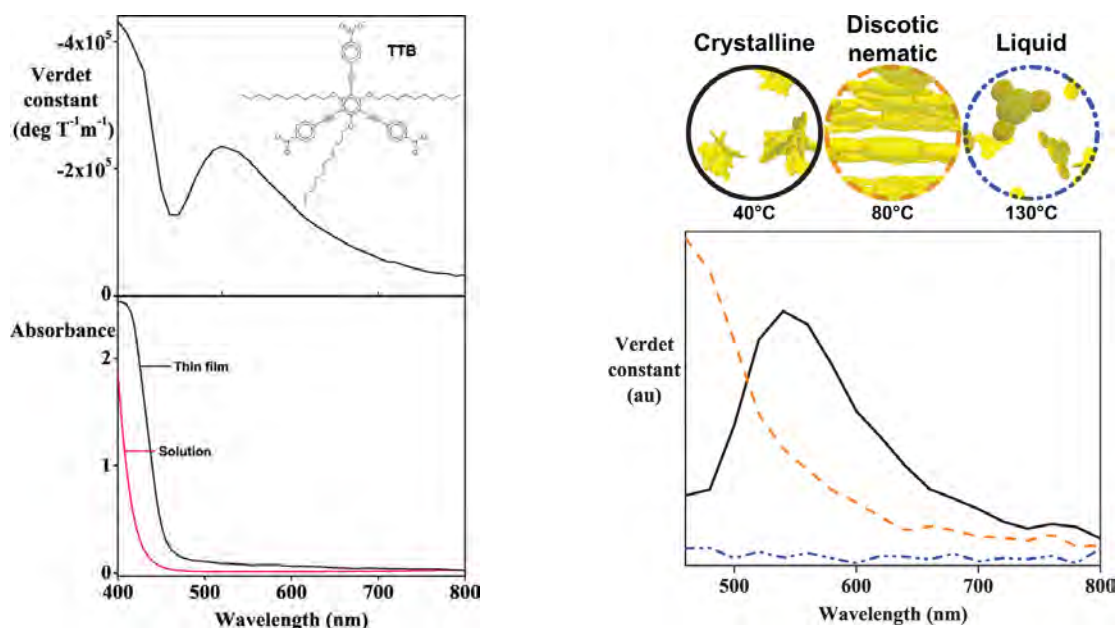 -4x10⁵
Verdet
constant
(deg T⁻¹m⁻¹)
-2x10⁵
0
TTB
Absorbance
2
1
0
Thin film
Solution
400
500
600
700
800
Wavelength (nm)
Crystalline
Discotic
nematic
Liquid
40°C
80°C
130°C
Verdet
constant
(au)
500
600
700
800
Wavelength (nm)